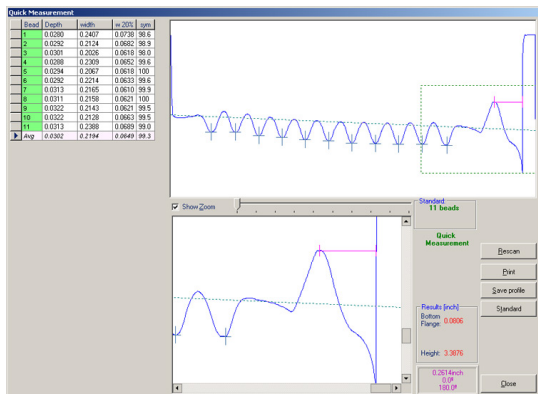 Quick Measurement
Bead Depth width w 20% sym
1 0.0280 0.2407 0.0738 98.6
2 0.0292 0.2124 0.0682 98.9
3 0.0301 0.2026 0.0618 98.0
4 0.0288 0.2309 0.0652 99.6
5 0.0294 0.2067 0.0618 100
6 0.0292 0.2214 0.0633 99.6
7 0.0313 0.2165 0.0610 99.9
8 0.0311 0.2158 0.0621 100
9 0.0322 0.2143 0.0621 99.5
10 0.0322 0.2128 0.0663 99.5
11 0.0313 0.2388 0.0689 99.0
Avg 0.0302 0.2194 0.0649 99.3
Show Zoom
Standard
11 beads
Quick
Measurement
Rescan
Print
Save profile
Standard
Results [inch]
Bottom
Flange: 0.0806
Height: 3.3876
0.2614inch
0.0º
180.0º
Close